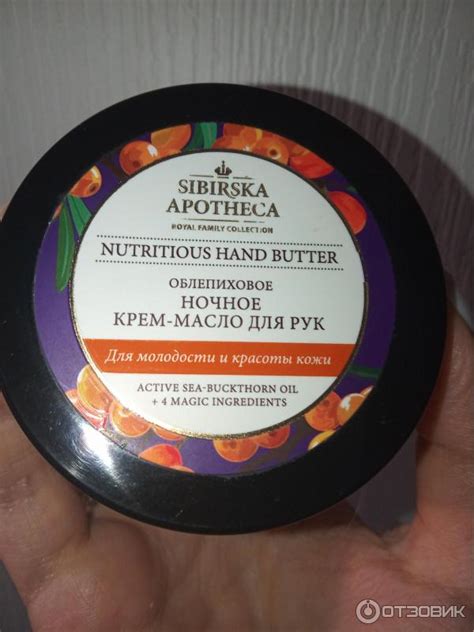 SIBIRSKA
APOTHECA
ROYAL FAMILY COLLECTION
NUTRITIOUS HAND BUTTER
ОБЛЕПИХОВОЕ
НОЧНОЕ
КРЕМ-МАСЛО ДЛЯ РУК
Для молодости и красоты кожи
ACTIVE SEA-BUCKTHORN OIL
+ 4 MAGIC INGREDIENTS
ОТЗОВИК